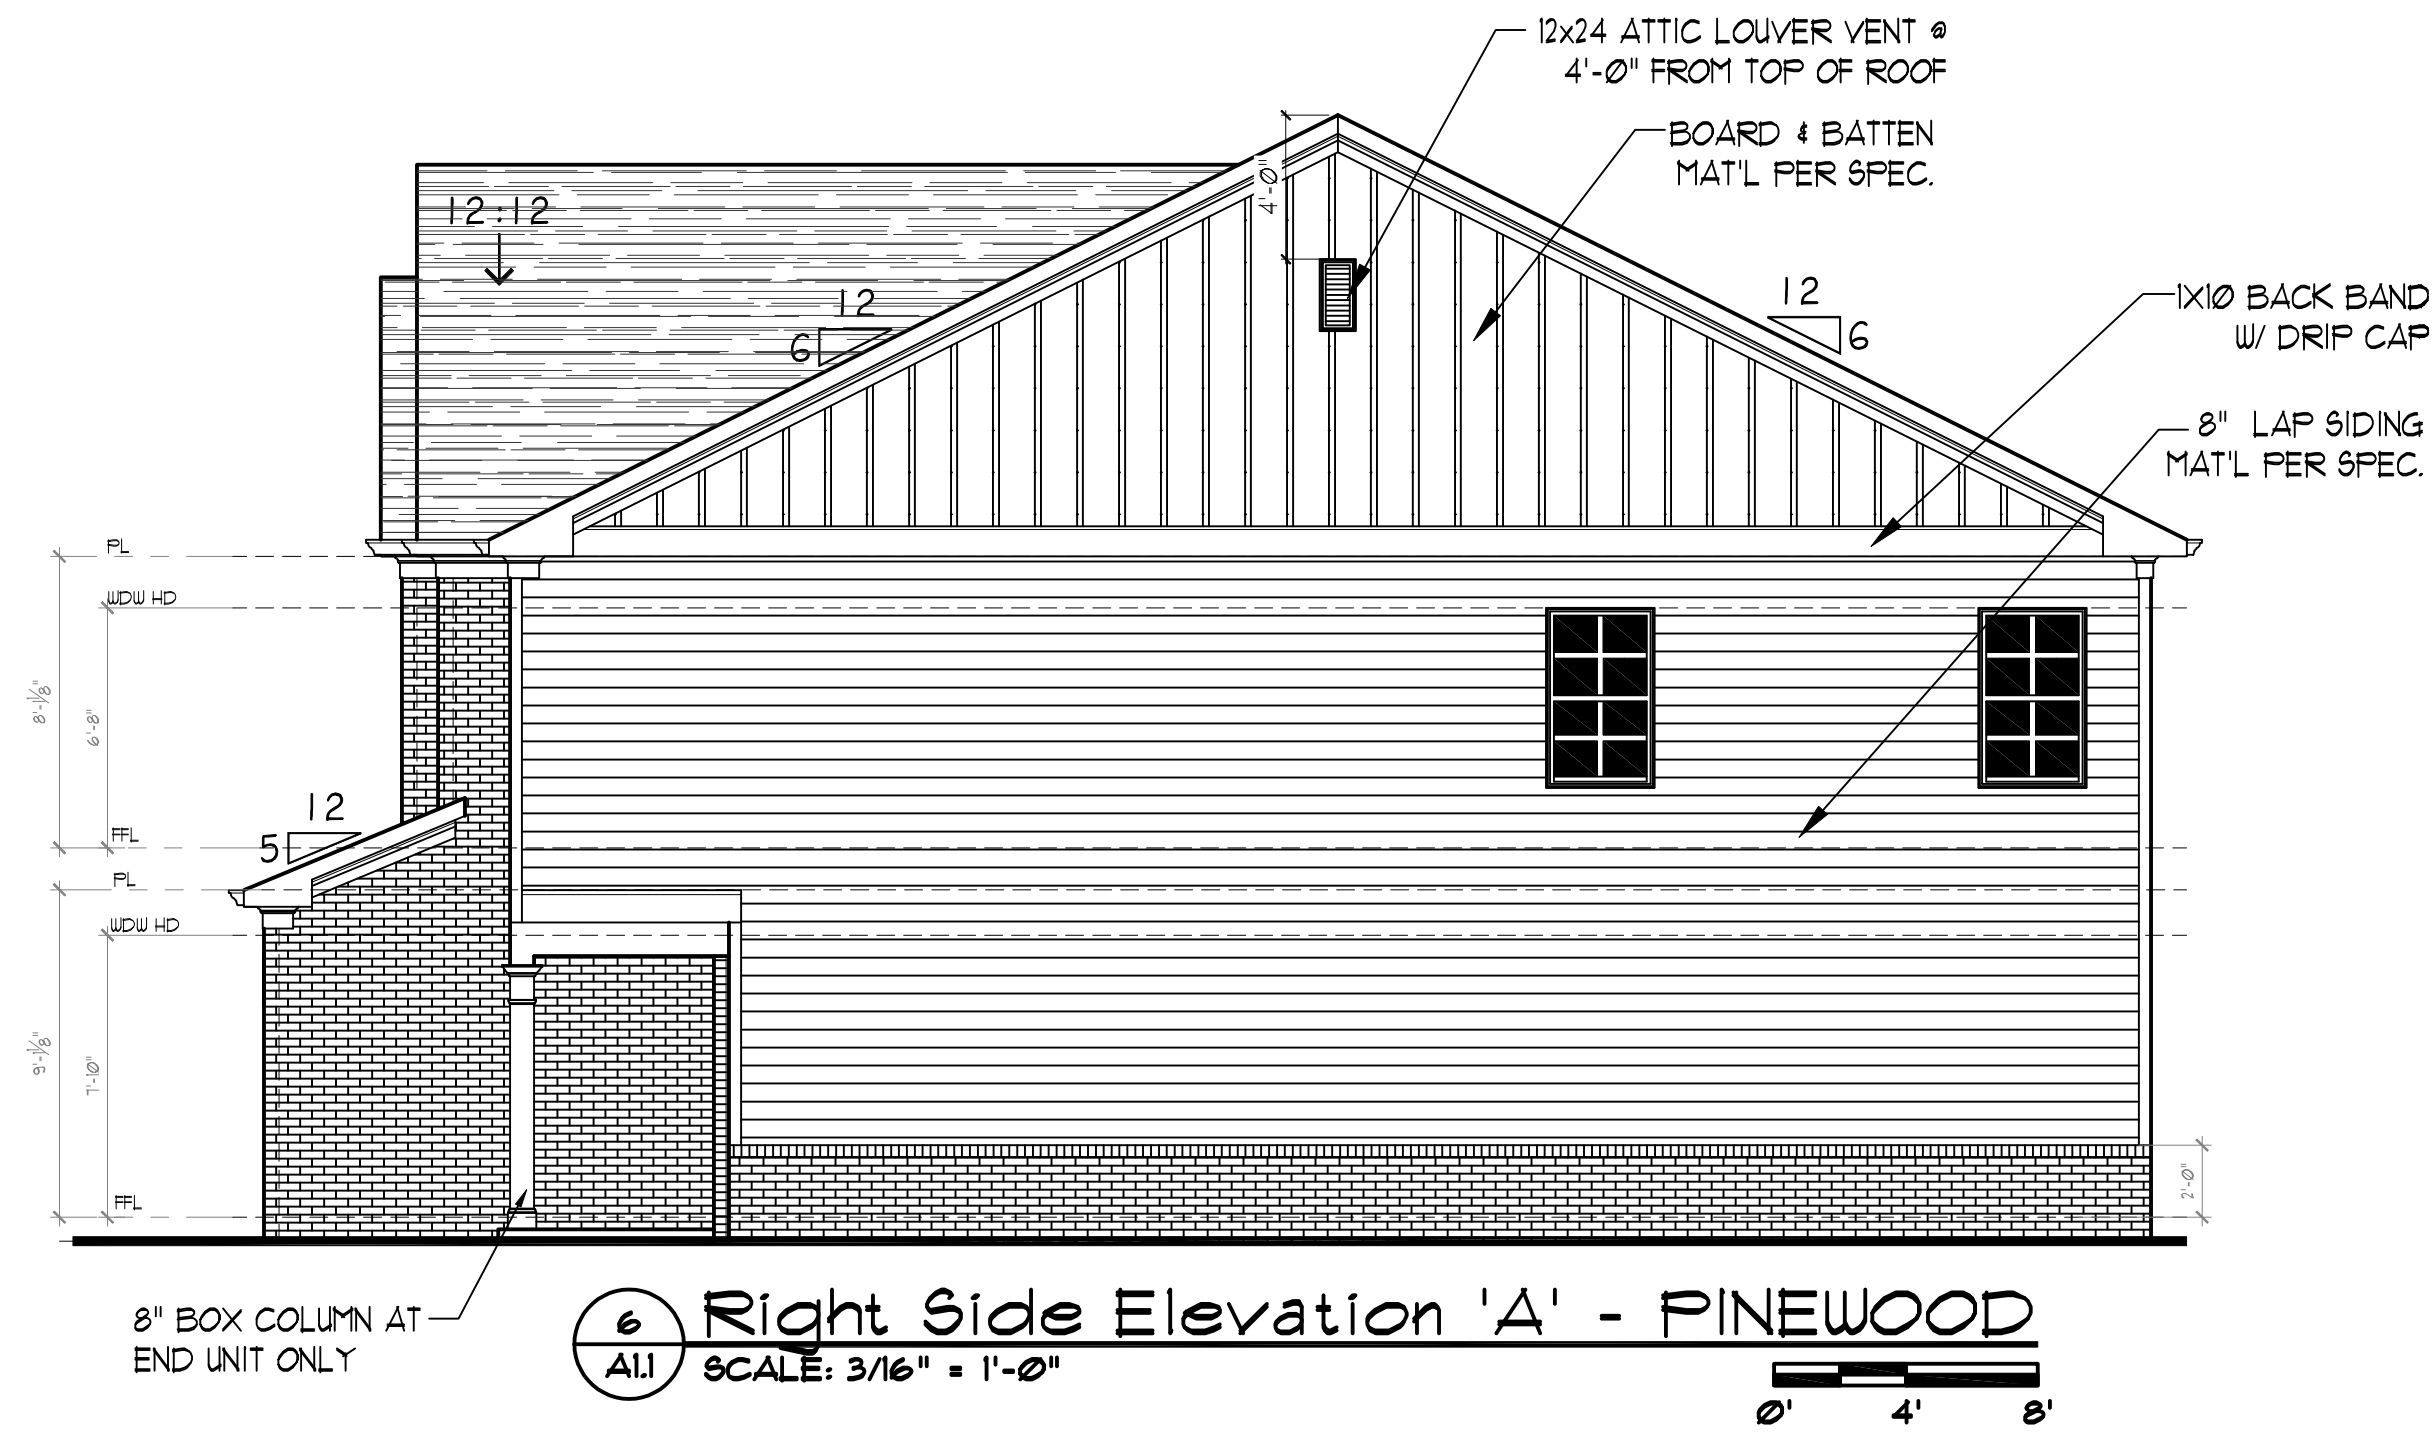 12x24 ATTIC LOUVER VENT @
4'-0" FROM TOP OF ROOF
BOARD & BATTEN
MAT'L PER SPEC.
4'-0"
12:12
12
6
12
6
1X10 BACK BAND
W/ DRIP CAP
8" LAP SIDING
MAT'L PER SPEC.
PL
WDW HD
8'-1⅛"
6'-8"
12
5
FFL
PL
WDW HD
9'-1⅛"
7'-10"
FFL
2'-0"
8" BOX COLUMN AT
END UNIT ONLY
6
A1.1
Right Side Elevation 'A' - PINEWOOD
SCALE: 3/16" = 1'-0"
0' 4' 8'